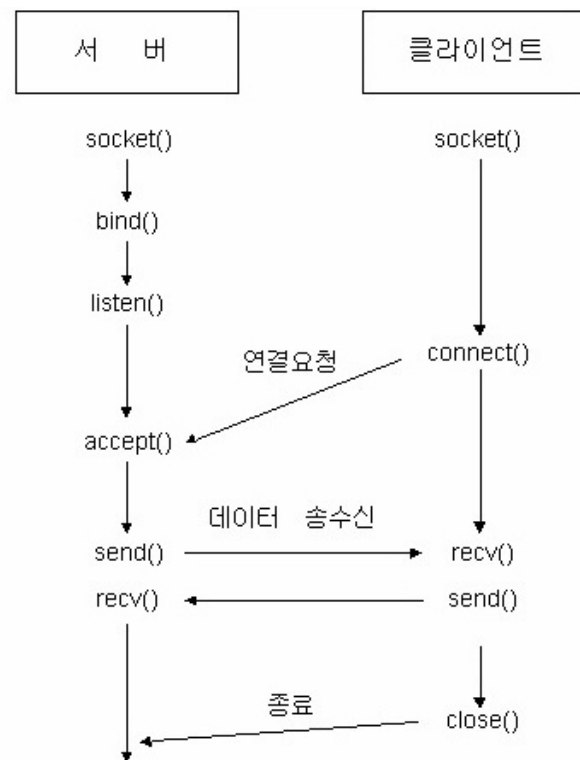 서 버
클라이언트
socket()
socket()
bind()
listen()
연결요청
connect()
accept()
데이터 송수신
send()
recv()
recv()
send()
종료
close()